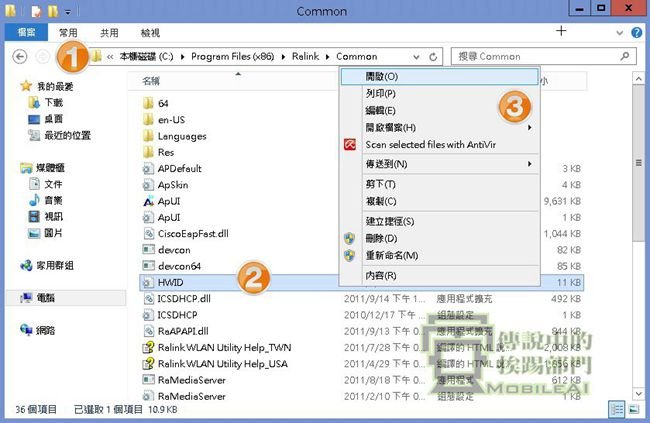 Common
檔案 常用 共用 檢視
1
« 本機磁碟 (C:) ▸ Program Files (x86) ▸ Ralink ▸ Common
搜尋 Common
我的最愛
下載
桌面
最近的位置
媒體櫃
文件
音樂
視訊
圖片
家用群組
電腦
網路
名稱
小
64
en-US
Languages
Res
APDefault 3 KB
ApSkin 4 KB
ApUI 9,631 KB
ApUI 1 KB
CiscoEapFast.dll 1,044 KB
devcon 82 KB
devcon64 85 KB
2
HWID 11 KB
ICSDHCP.dll 2011/9/14 下午 1... 應用程式擴充 492 KB
ICSDHCP 2010/12/17 下午... 組態設定 1 KB
RaAPAPI.dll 2011/9/13 下午 0... 應用程式擴充 844 KB
Ralink WLAN Utility Help_TWN 2011/7/28 下午 0... 編譯的 HTML 說... 2,008 KB
Ralink WLAN Utility Help_USA 2011/4/29 下午 0... 編譯的 HTML 說...
RaMediaServer 2011/8/18 下午 0... 應用程式 612 KB
RaMediaServer 2011/2/10 下午 0... 組態設定 1 KB
開啟(O)
列印(P)
編輯(E)
3
開啟檔案(H)
Scan selected files with AntiVir
傳送到(N)
剪下(T)
複製(C)
建立捷徑(S)
刪除(D)
重新命名(M)
內容(R)
傳說中的
挨踢部門
MOBILEAI
36 個項目 已選取 1 個項目 10.9 KB